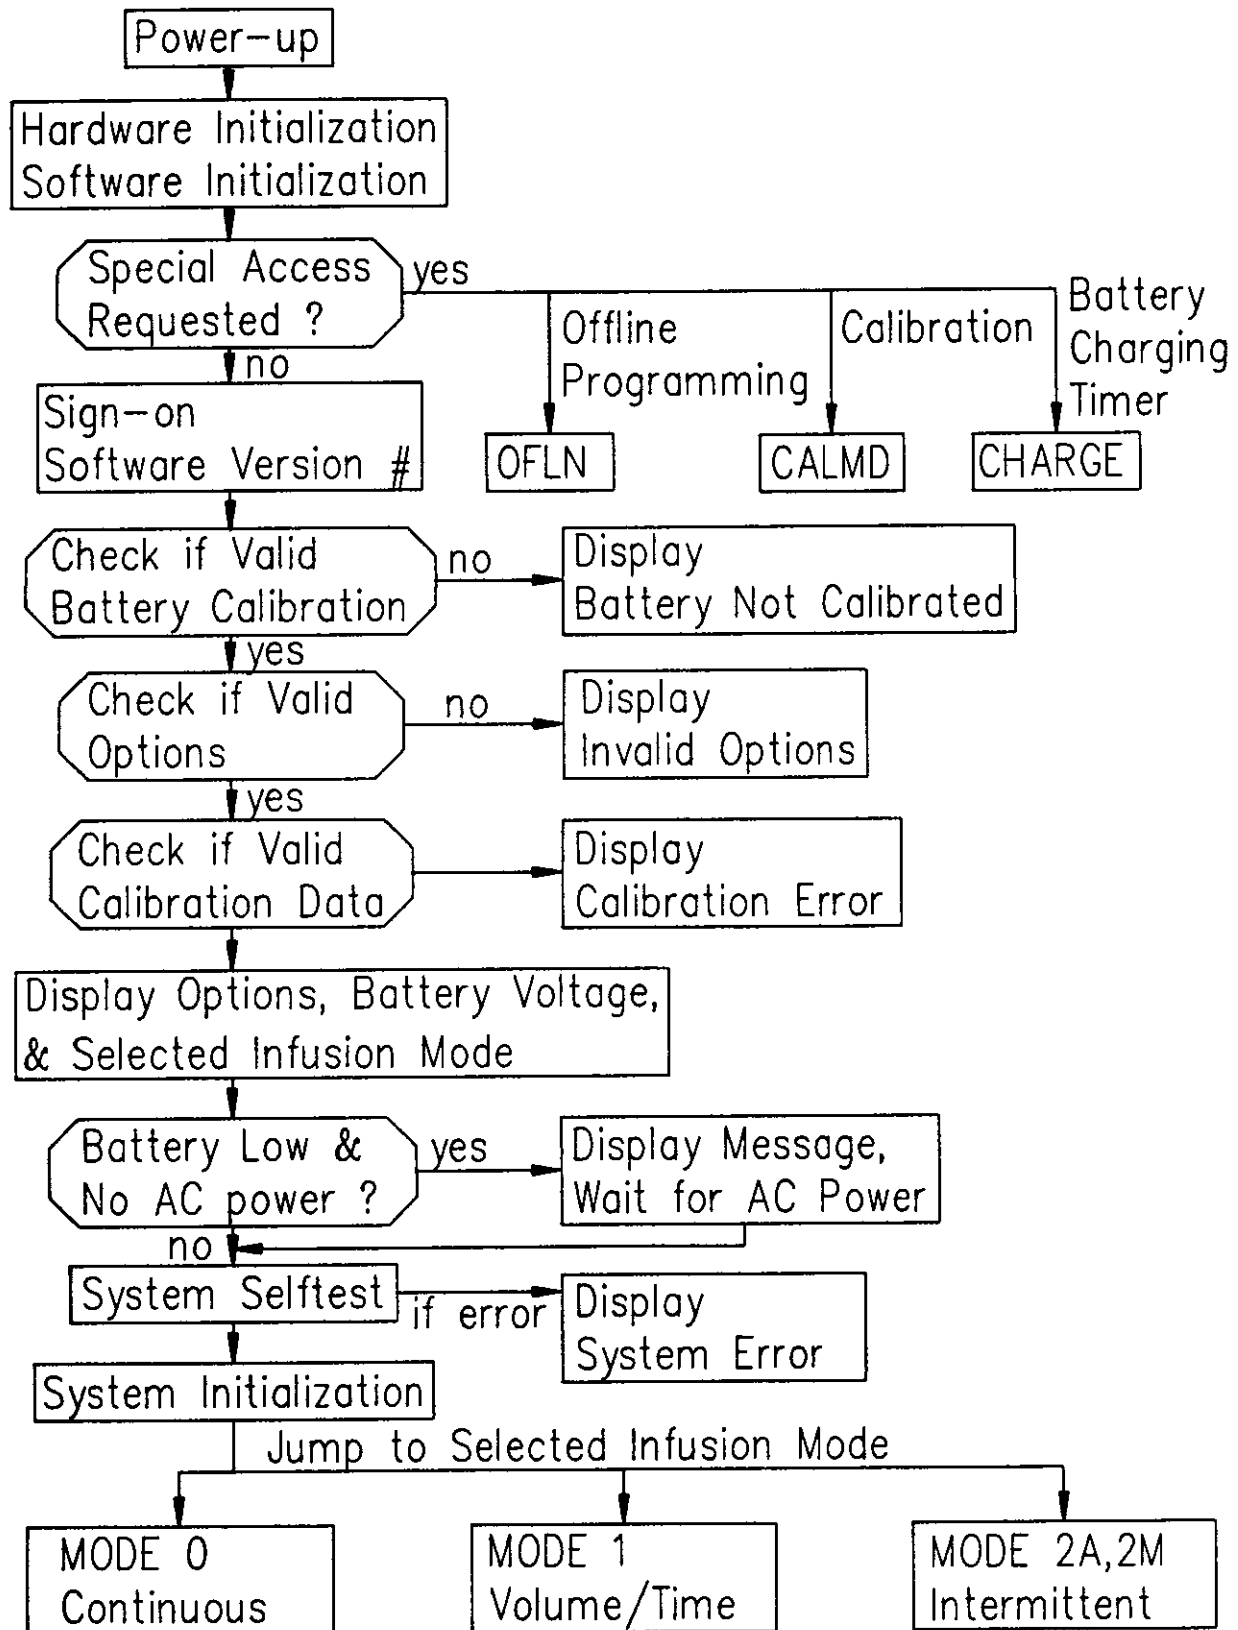 Power-up
Hardware Initialization
Software Initialization
Special Access
Requested ?
yes
Offline
Programming
Calibration
Battery
Charging
Timer
no
Sign-on
Software Version #
OFLN
CALMD
CHARGE
Check if Valid
Battery Calibration
no
Display
Battery Not Calibrated
yes
Check if Valid
Options
no
Display
Invalid Options
yes
Check if Valid
Calibration Data
Display
Calibration Error
Display Options, Battery Voltage,
& Selected Infusion Mode
Battery Low &
No AC power ?
yes
Display Message,
Wait for AC Power
no
System Selftest
if error
Display
System Error
System Initialization
Jump to Selected Infusion Mode
MODE 0
Continuous
MODE 1
Volume/Time
MODE 2A,2M
Intermittent